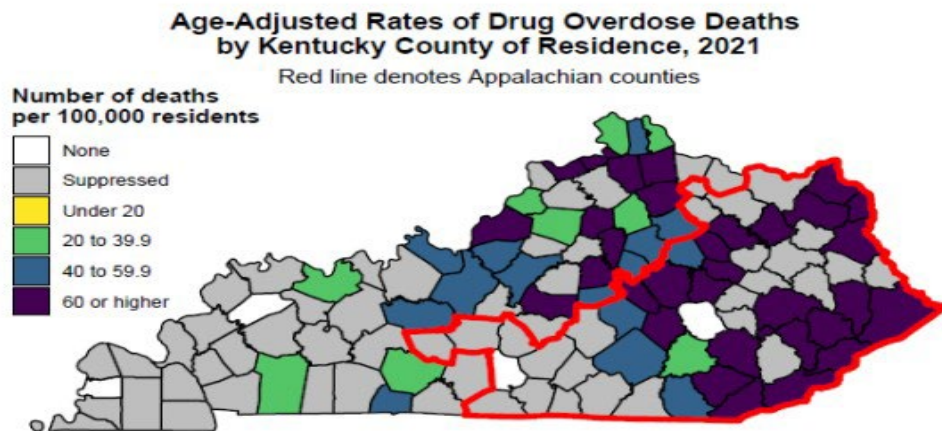 Age-Adjusted Rates of Drug Overdose Deaths
by Kentucky County of Residence, 2021
Red line denotes Appalachian counties
Number of deaths
per 100,000 residents
None
Suppressed
Under 20
20 to 39.9
40 to 59.9
60 or higher